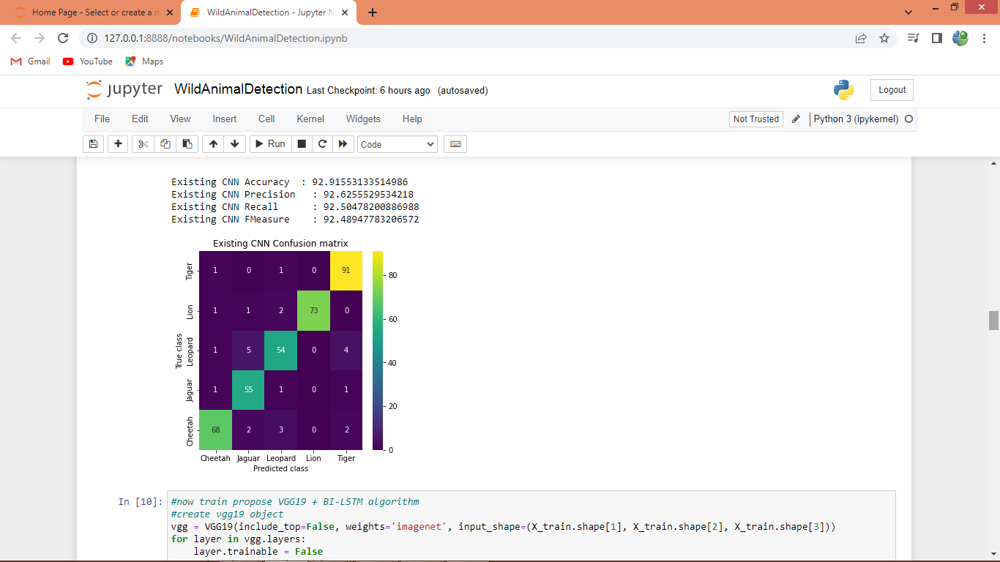 Home Page - Select or create a n
WildAnimalDetection - Jupyter N
127.0.0.1:8888/notebooks/WildAnimalDetection.ipynb
Gmail YouTube Maps
jupyter WildAnimalDetection Last Checkpoint: 6 hours ago (autosaved)
Logout
File Edit View Insert Cell Kernel Widgets Help
Not Trusted
Python 3 (ipykernel)
Run
Code
Existing CNN Accuracy : 92.91553133514986
Existing CNN Precision : 92.6255529534218
Existing CNN Recall : 92.50478200886988
Existing CNN FMeasure : 92.48947783206572
Existing CNN Confusion matrix
Tiger 1 0 1 0 91
Lion 1 1 2 73 0
Leopard 1 5 54 0 4
Jaguar 1 55 1 0 1
Cheetah 68 2 3 0 2
True class
Cheetah Jaguar Leopard Lion Tiger
Predicted class
80
60
40
20
0
In [10]:
#now train propose VGG19 + BI-LSTM algorithm
#create vgg19 object
vgg = VGG19(include_top=False, weights='imagenet', input_shape=(X_train.shape[1], X_train.shape[2], X_train.shape[3]))
for layer in vgg.layers:
layer.trainable = False